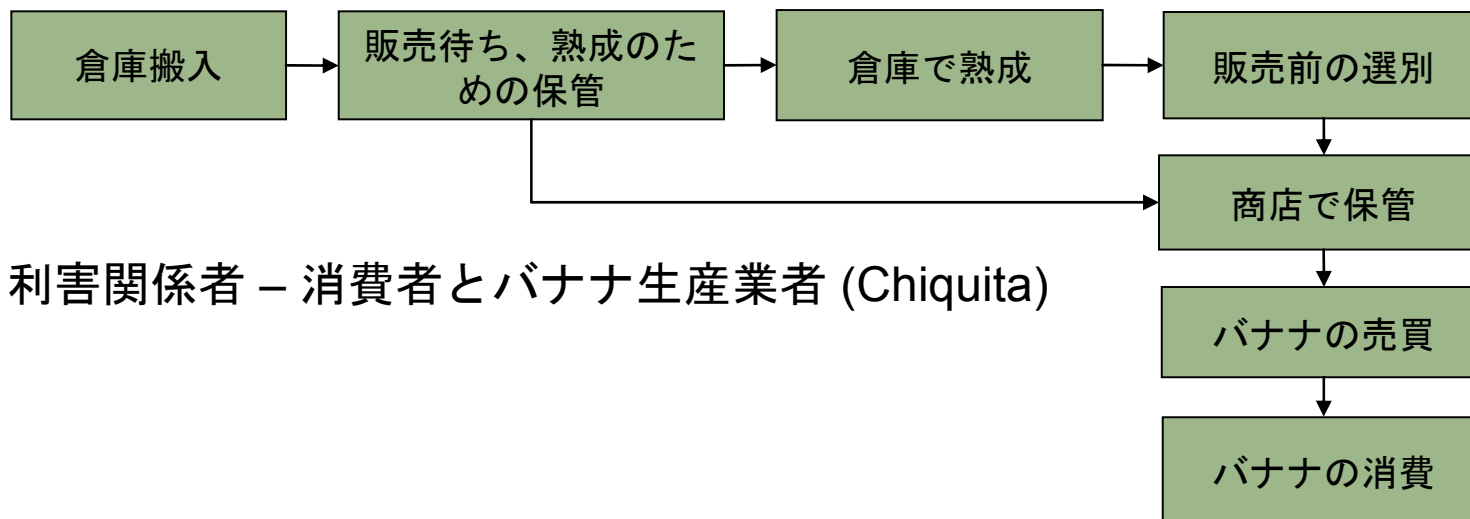 倉庫搬入
販売待ち、熟成のた
めの保管
倉庫で熟成
販売前の選別
商店で保管
利害関係者 – 消費者とバナナ生産業者 (Chiquita)
バナナの売買
バナナの消費